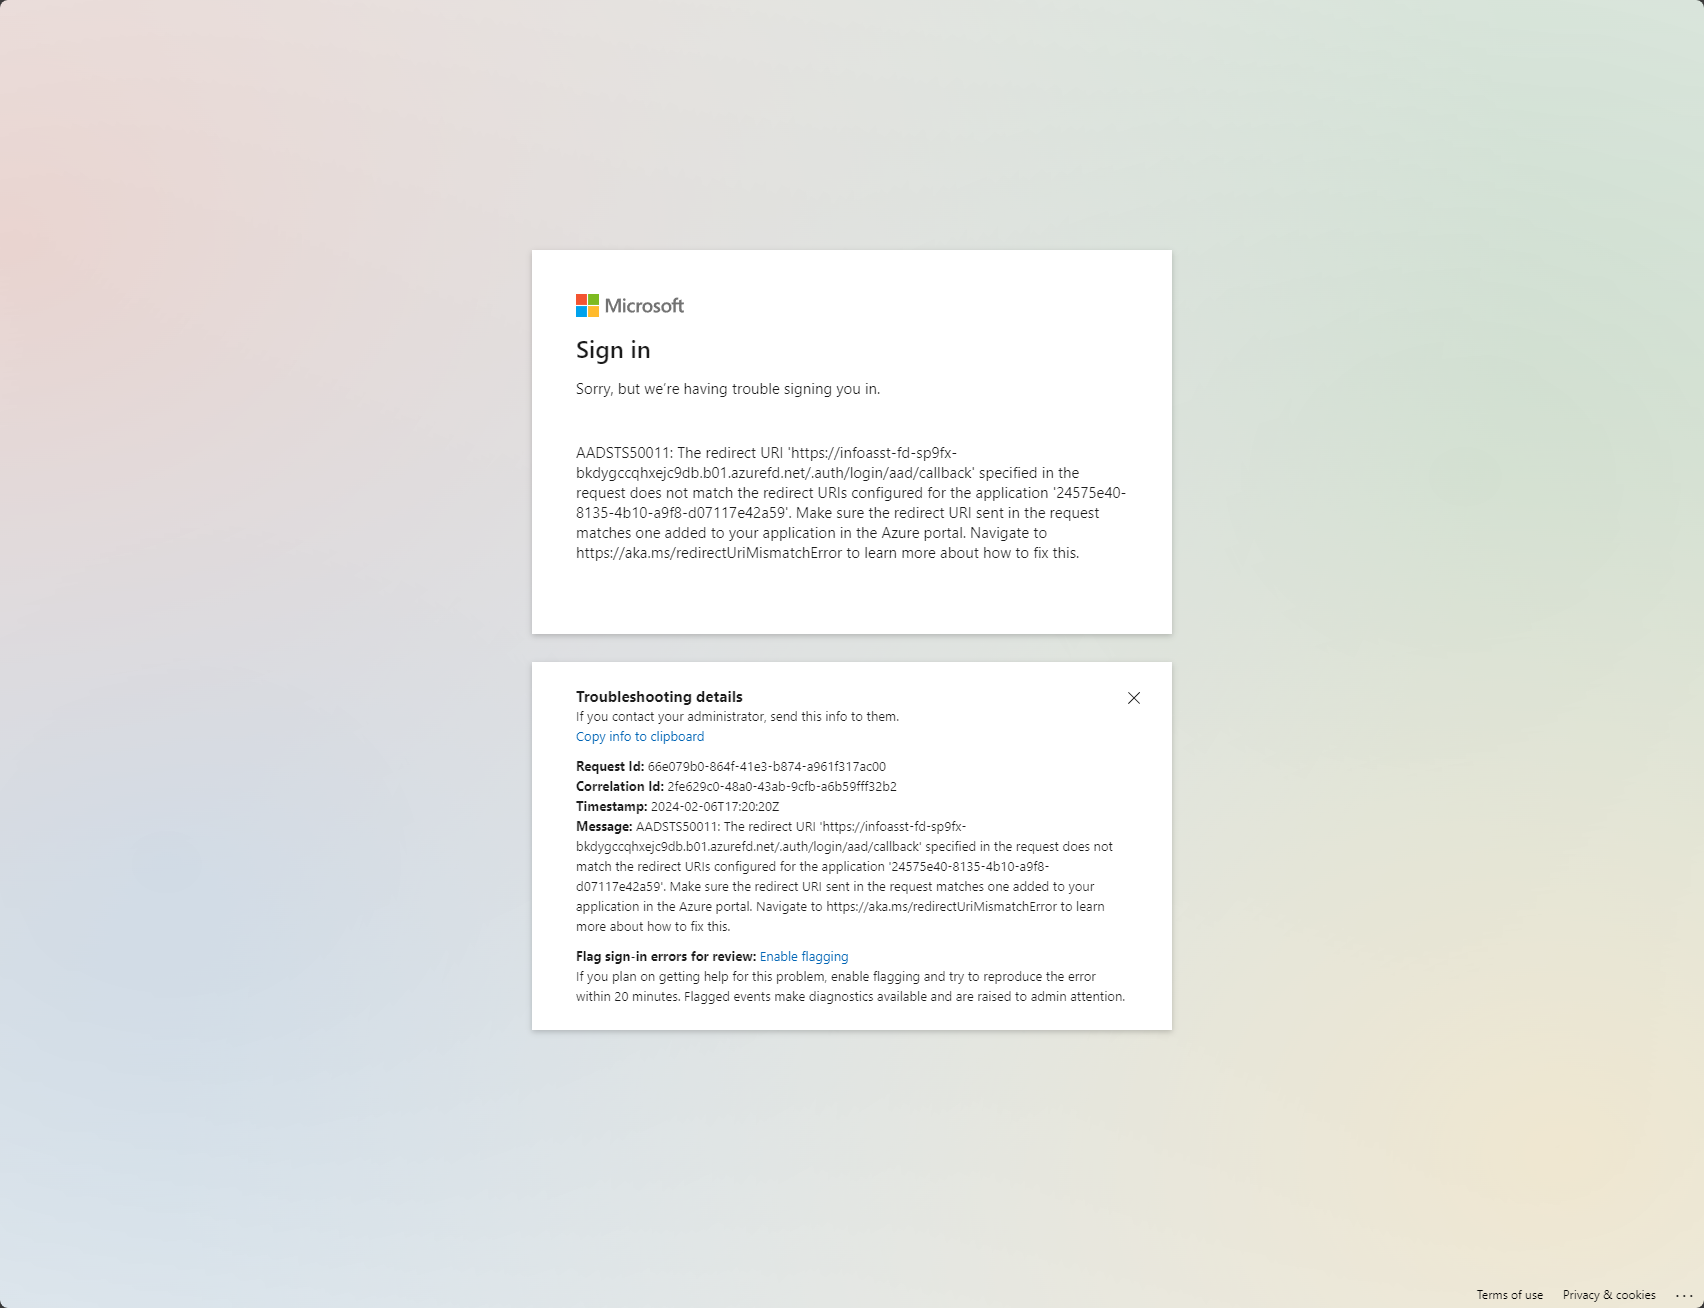 Microsoft
Sign in
Sorry, but we're having trouble signing you in.
AADSTS50011: The redirect URI 'https://infoasst-fd-sp9fx-
bkdygccqhxejc9db.b01.azurefd.net/.auth/login/aad/callback' specified in the
request does not match the redirect URIs configured for the application '24575e40-
8135-4b10-a9f8-d07117e42a59'. Make sure the redirect URI sent in the request
matches one added to your application in the Azure portal. Navigate to
https://aka.ms/redirectUriMismatchError to learn more about how to fix this.
Troubleshooting details
If you contact your administrator, send this info to them.
Copy info to clipboard
Request Id: 66e079b0-864f-41e3-b874-a961f317ac00
Correlation Id: 2fe629c0-48a0-43ab-9cfb-a6b59fff32b2
Timestamp: 2024-02-06T17:20:20Z
Message: AADSTS50011: The redirect URI 'https://infoasst-fd-sp9fx-
bkdygccqhxejc9db.b01.azurefd.net/.auth/login/aad/callback' specified in the request does not
match the redirect URIs configured for the application '24575e40-8135-4b10-a9f8-
d07117e42a59'. Make sure the redirect URI sent in the request matches one added to your
application in the Azure portal. Navigate to https://aka.ms/redirectUriMismatchError to learn
more about how to fix this.
Flag sign-in errors for review: Enable flagging
If you plan on getting help for this problem, enable flagging and try to reproduce the error
within 20 minutes. Flagged events make diagnostics available and are raised to admin attention.
Terms of use Privacy & cookies ...